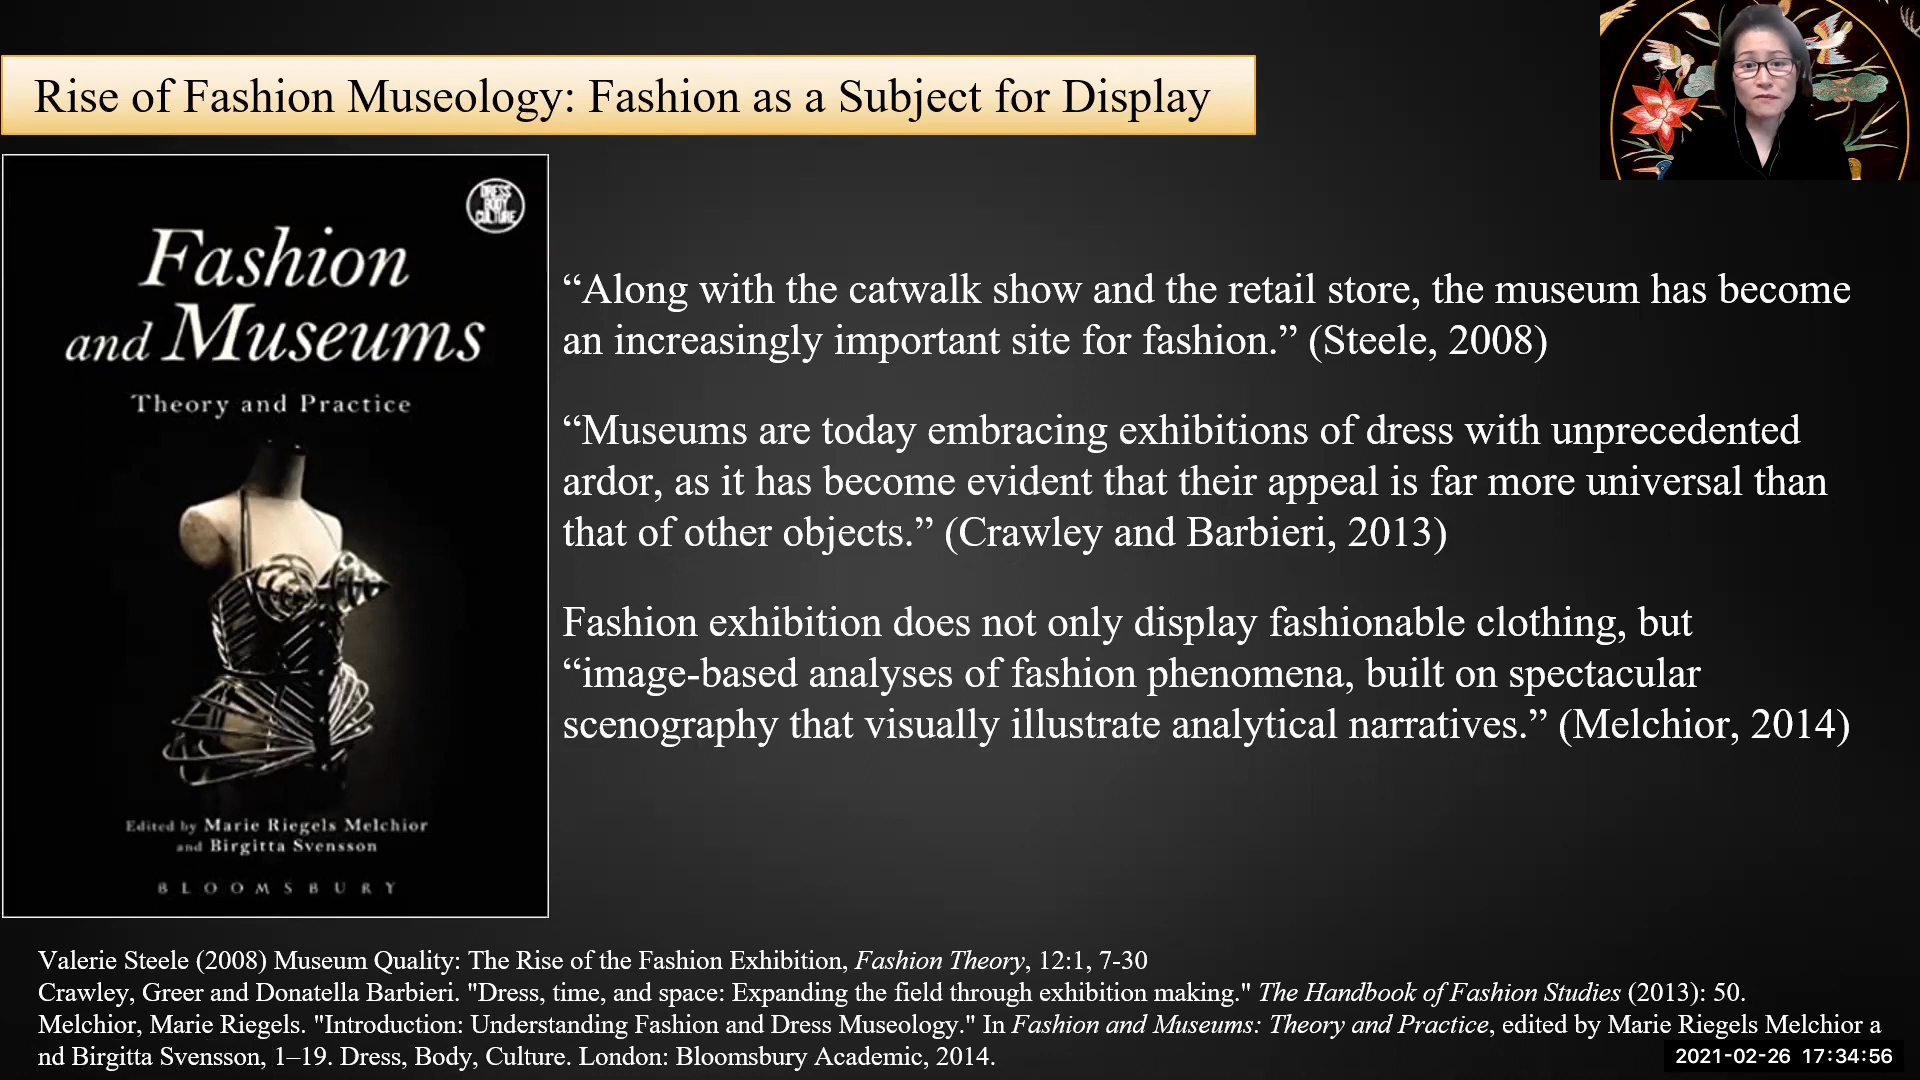 Rise of Fashion Museology: Fashion as a Subject for Display
DRESS
BODY
CULTURE
Fashion
and Museums
Theory and Practice
Edited by Marie Riegels Melchior
and Birgitta Svensson
BLOOMSBURY
“Along with the catwalk show and the retail store, the museum has become
an increasingly important site for fashion.” (Steele, 2008)
“Museums are today embracing exhibitions of dress with unprecedented
ardor, as it has become evident that their appeal is far more universal than
that of other objects.” (Crawley and Barbieri, 2013)
Fashion exhibition does not only display fashionable clothing, but
“image-based analyses of fashion phenomena, built on spectacular
scenography that visually illustrate analytical narratives.” (Melchior, 2014)
Valerie Steele (2008) Museum Quality: The Rise of the Fashion Exhibition, Fashion Theory, 12:1, 7-30
Crawley, Greer and Donatella Barbieri. "Dress, time, and space: Expanding the field through exhibition making." The Handbook of Fashion Studies (2013): 50.
Melchior, Marie Riegels. "Introduction: Understanding Fashion and Dress Museology." In Fashion and Museums: Theory and Practice, edited by Marie Riegels Melchior a
nd Birgitta Svensson, 1–19. Dress, Body, Culture. London: Bloomsbury Academic, 2014.
2021-02-26 17:34:56